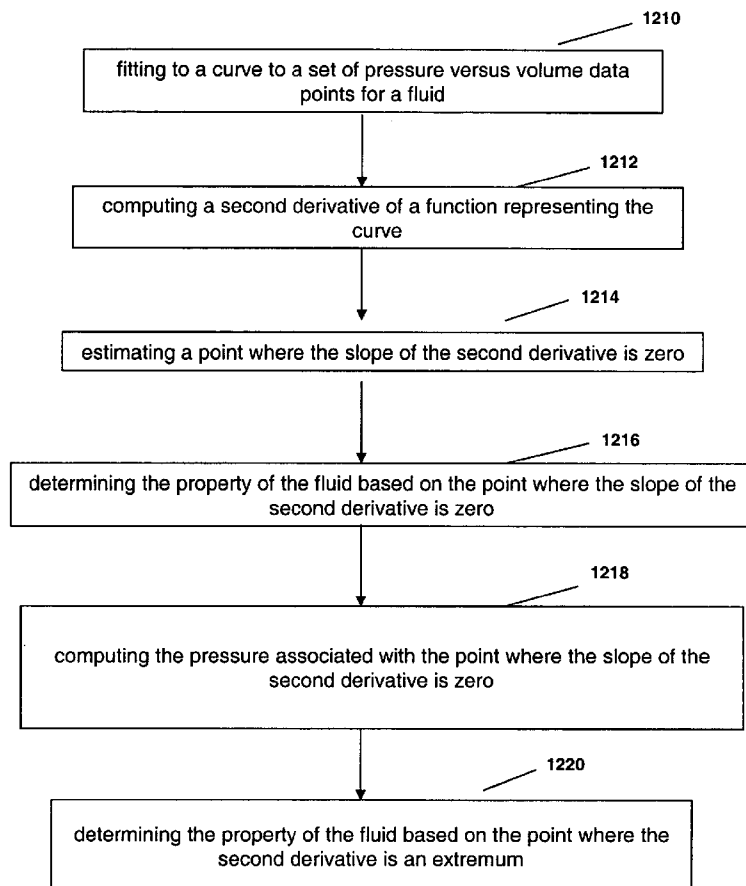 1210
fitting to a curve to a set of pressure versus volume data
points for a fluid
1212
computing a second derivative of a function representing the
curve
1214
estimating a point where the slope of the second derivative is zero
1216
determining the property of the fluid based on the point where the slope of the
second derivative is zero
1218
computing the pressure associated with the point where the slope of the
second derivative is zero
1220
determining the property of the fluid based on the point where the
second derivative is an extremum